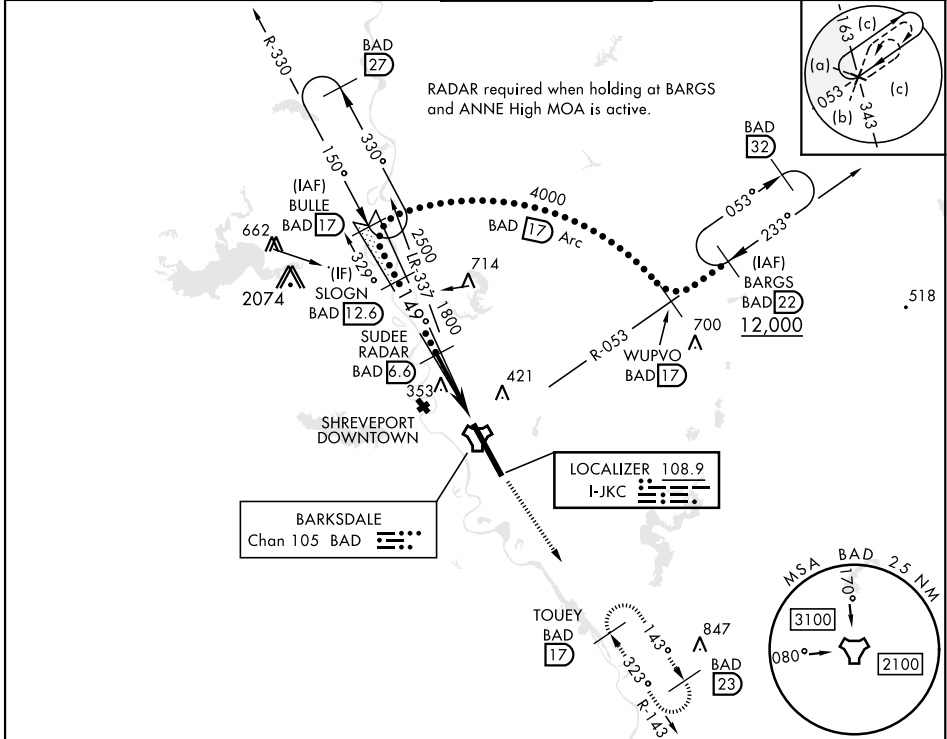 R-330
BAD
27
RADAR required when holding at BARGS
and ANNE High MOA is active.
163
(c)
(a)
053
(b)
(c)
343
150°
330°
BAD
32
053°
233°
(IAF)
BULLE
BAD 17
4000
BAD 17 Arc
662
2074
329°
2500
LR-337
1800
714
(IF)
SLOGN
BAD 12.6
149°
(IAF)
BARGS
BAD 22
12,000
518
SUDEE
RADAR
BAD 6.6
R-053
700
WUPVO
BAD 17
353
421
SHREVEPORT
DOWNTOWN
LOCALIZER 108.9
I-JKC
BARKSDALE
Chan 105 BAD
TOUEY
BAD
17
143°
323°
R-143
847
BAD
23
MSA BAD 25 NM
170°
3100
080°
2100